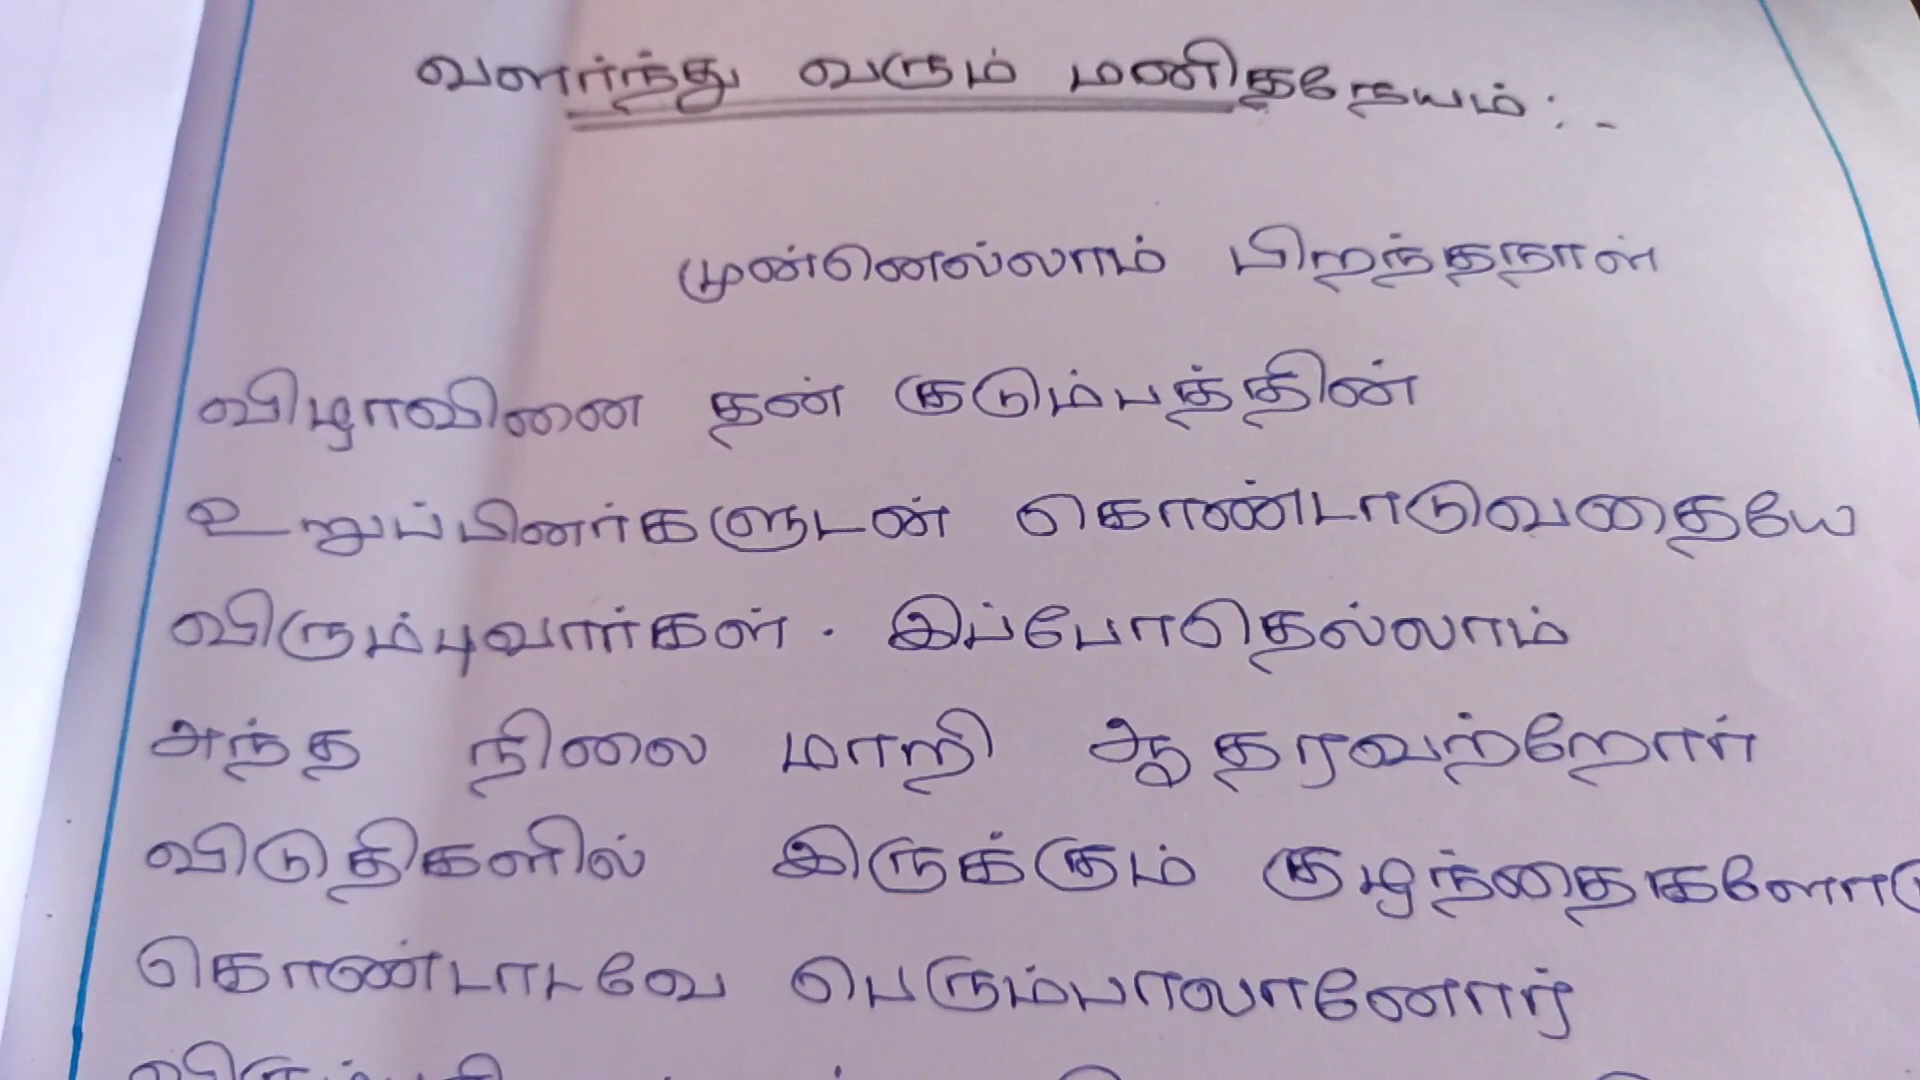 வளர்ந்து வரும் மனிதநேயம் :-
முன்னெல்லாம் பிறந்தநாள்
விழாவினை தன் குடும்பத்தின்
உறுப்பினர்களுடன் கொண்டாடுவதையே
விரும்புவார்கள். இப்போதெல்லாம்
அந்த நிலை மாறி ஆதரவற்றோர்
விடுதிகளில் இருக்கும் குழந்தைகளோடு
கொண்டாடவே பெரும்பாலானோர்